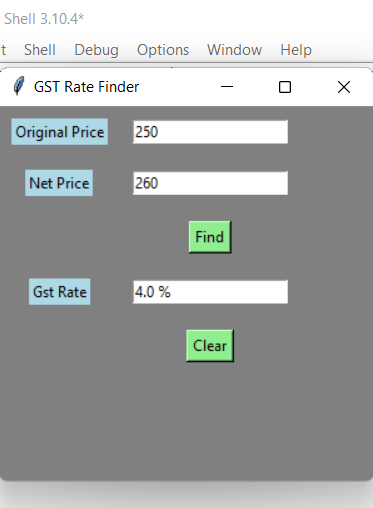 Shell 3.10.4*
t Shell Debug Options Window Help
GST Rate Finder
Original Price 250
Net Price 260
Find
Gst Rate 4.0 %
Clear